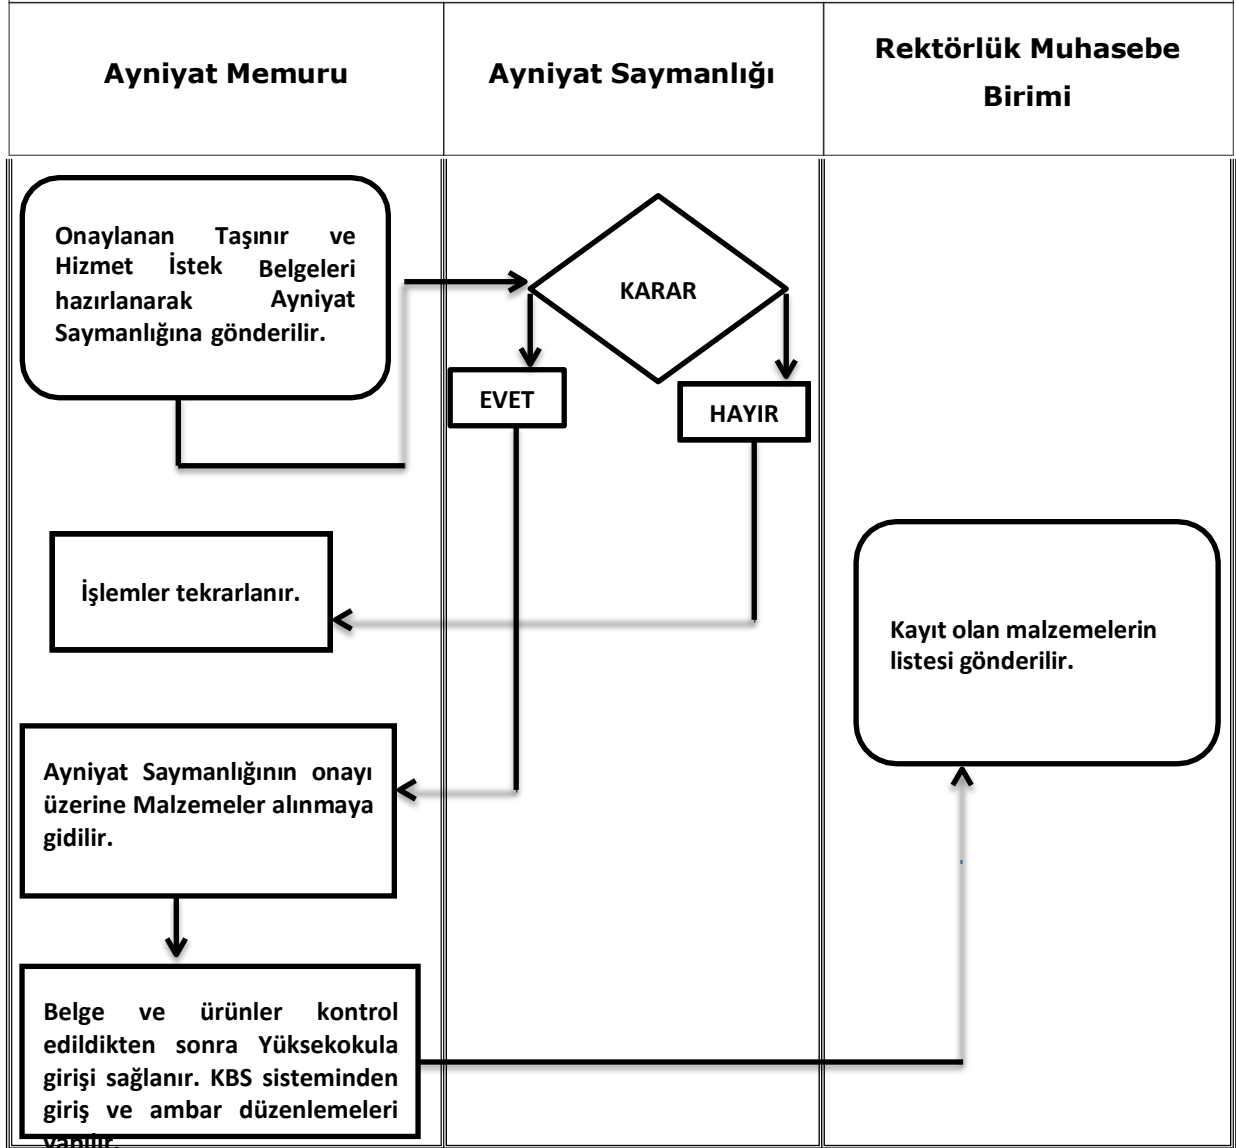 Ayniyat Memuru
Ayniyat Saymanlığı
Rektörlük Muhasebe
Birimi
Onaylanan Taşınır ve
Hizmet İstek Belgeleri
hazırlanarak Ayniyat
Saymanlığına gönderilir.
KARAR
EVET
HAYIR
İşlemler tekrarlanır.
Kayıt olan malzemelerin
listesi gönderilir.
Ayniyat Saymanlığının onayı
üzerine Malzemeler alınmaya
gidilir.
Belge ve ürünler kontrol
edildikten sonra Yüksekokula
girişi sağlanır. KBS sisteminden
giriş ve ambar düzenlemeleri
yapılır.